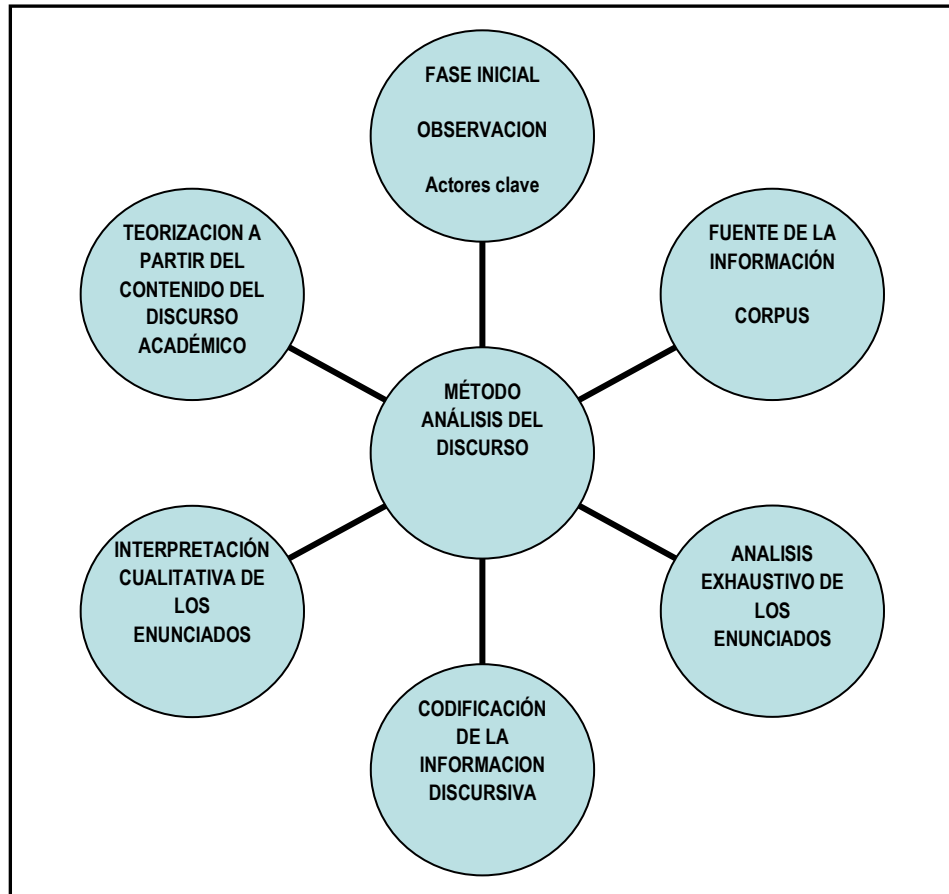 FASE INICIAL
OBSERVACION
Actores clave
FUENTE DE LA
INFORMACIÓN
CORPUS
ANALISIS
EXHAUSTIVO DE
LOS
ENUNCIADOS
CODIFICACIÓN
DE LA
INFORMACION
DISCURSIVA
INTERPRETACIÓN
CUALITATIVA DE
LOS
ENUNCIADOS
TEORIZACION A
PARTIR DEL
CONTENIDO DEL
DISCURSO
ACADÉMICO
MÉTODO
ANÁLISIS DEL
DISCURSO